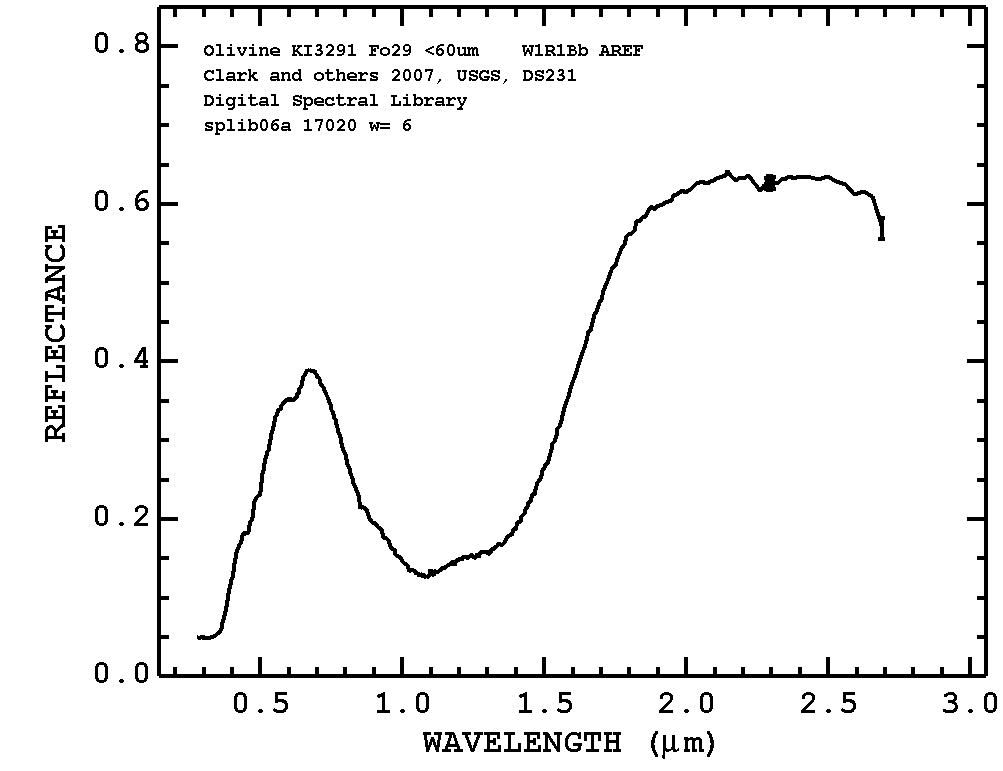 0.8
Olivine KI3291 Fo29 <60um W1R1Bb AREF
Clark and others 2007, USGS, DS231
Digital Spectral Library
splib06a 17020 w= 6
0.6
REFLECTANCE
0.4
0.2
0.0
0.5 1.0 1.5 2.0 2.5 3.0
WAVELENGTH (μm)